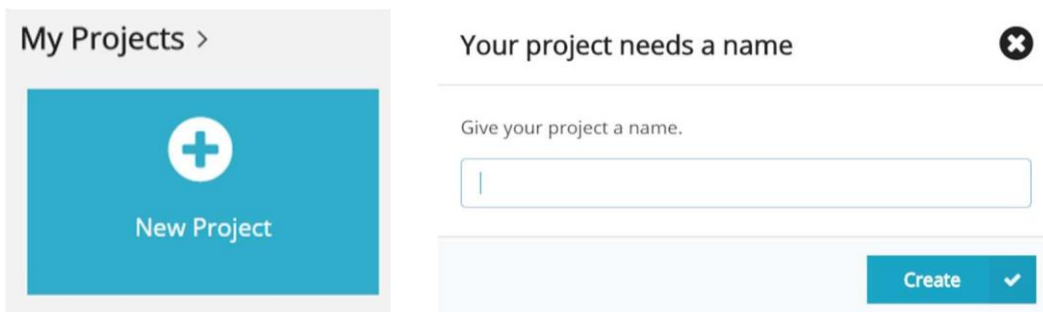 My Projects >
New Project
Your project needs a name
Give your project a name.
Create